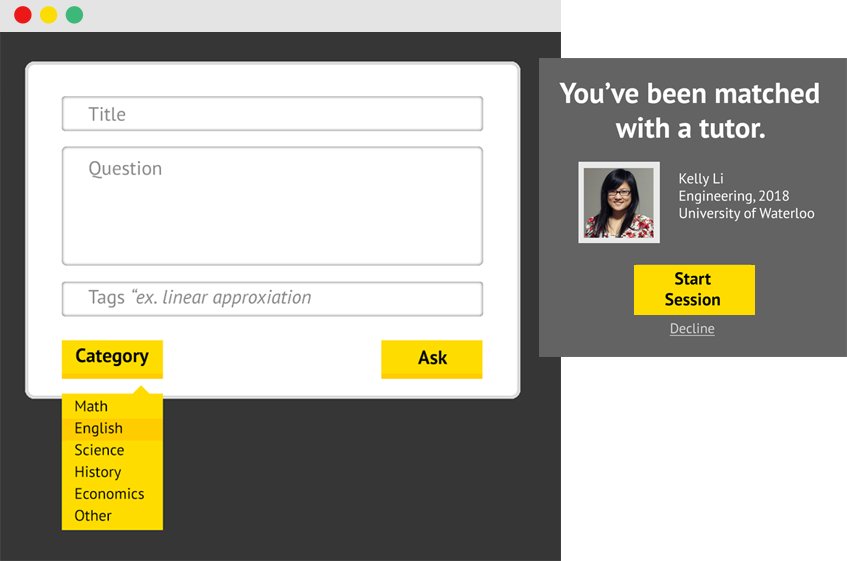 Title
Question
Tags “ex. linear approxiation
Category
Ask
Math
English
Science
History
Economics
Other
You’ve been matched
with a tutor.
Kelly Li
Engineering, 2018
University of Waterloo
Start
Session
Decline